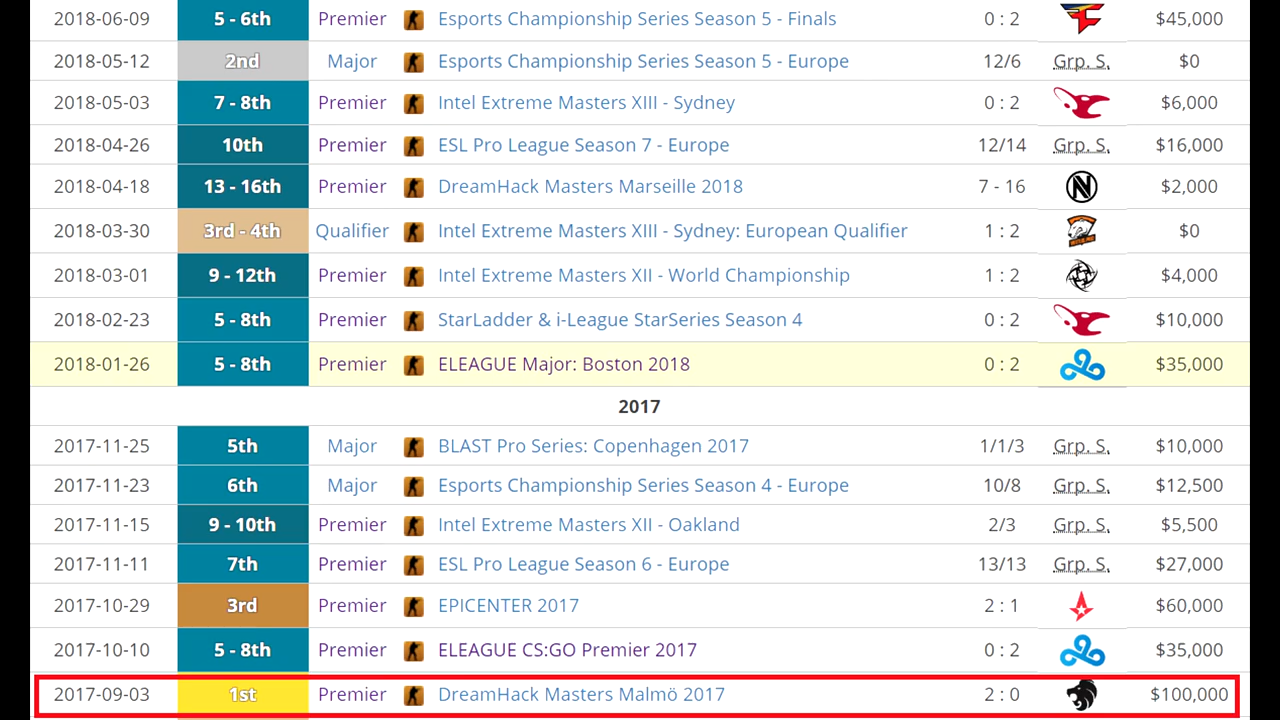 2018-06-09 5 - 6th Premier Esports Championship Series Season 5 - Finals 0 : 2 $45,000
2018-05-12 2nd Major Esports Championship Series Season 5 - Europe 12/6 Grp. S. $0
2018-05-03 7 - 8th Premier Intel Extreme Masters XIII - Sydney 0 : 2 $6,000
2018-04-26 10th Premier ESL Pro League Season 7 - Europe 12/14 Grp. S. $16,000
2018-04-18 13 - 16th Premier DreamHack Masters Marseille 2018 7 - 16 $2,000
2018-03-30 3rd - 4th Qualifier Intel Extreme Masters XIII - Sydney: European Qualifier 1 : 2 $0
2018-03-01 9 - 12th Premier Intel Extreme Masters XII - World Championship 1 : 2 $4,000
2018-02-23 5 - 8th Premier StarLadder & i-League StarSeries Season 4 0 : 2 $10,000
2018-01-26 5 - 8th Premier ELEAGUE Major: Boston 2018 0 : 2 $35,000
2017
2017-11-25 5th Major BLAST Pro Series: Copenhagen 2017 1/1/3 Grp. S. $10,000
2017-11-23 6th Major Esports Championship Series Season 4 - Europe 10/8 Grp. S. $12,500
2017-11-15 9 - 10th Premier Intel Extreme Masters XII - Oakland 2/3 Grp. S. $5,500
2017-11-11 7th Premier ESL Pro League Season 6 - Europe 13/13 Grp. S. $27,000
2017-10-29 3rd Premier EPICENTER 2017 2 : 1 $60,000
2017-10-10 5 - 8th Premier ELEAGUE CS:GO Premier 2017 0 : 2 $35,000
2017-09-03 1st Premier DreamHack Masters Malmö 2017 2 : 0 $100,000